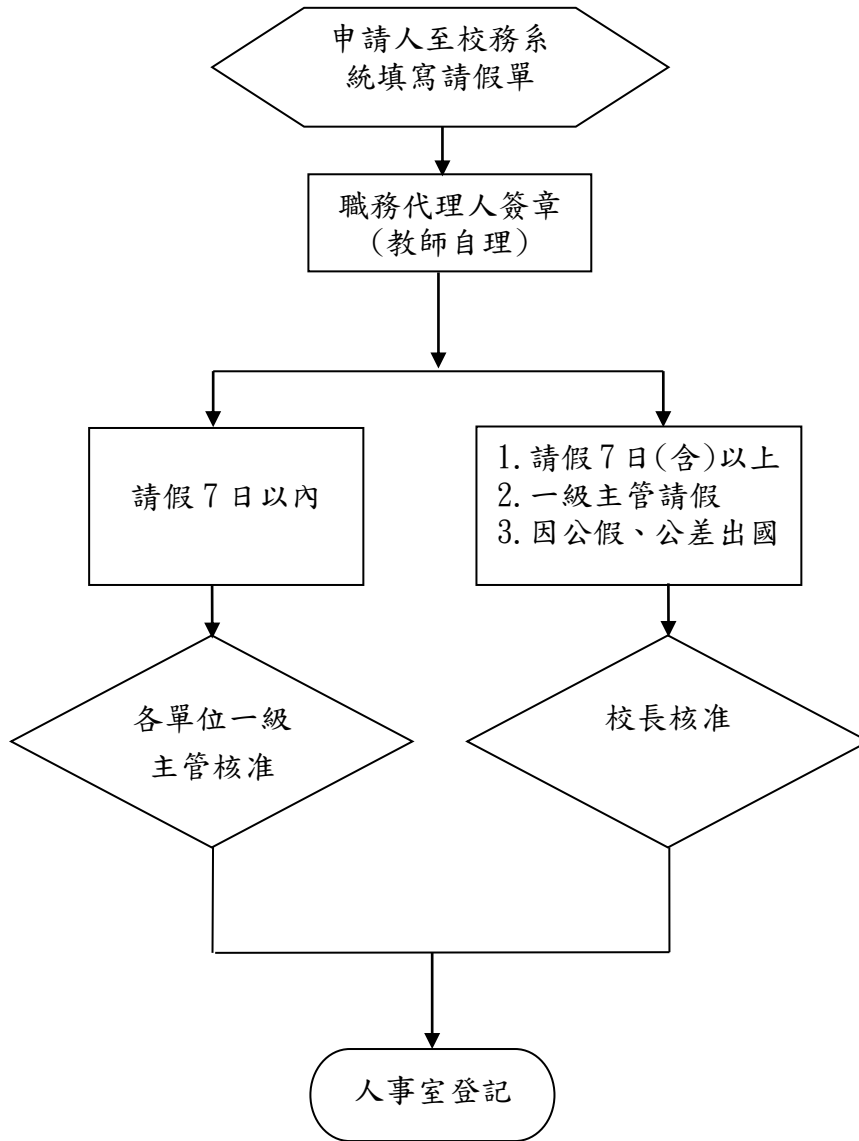 申請人至校務系
統填寫請假單
職務代理人簽章
(教師自理)
請假 7 日以內
1.請假 7 日(含)以上
2.一級主管請假
3.因公假、公差出國
各單位一級
主管核准
校長核准
人事室登記